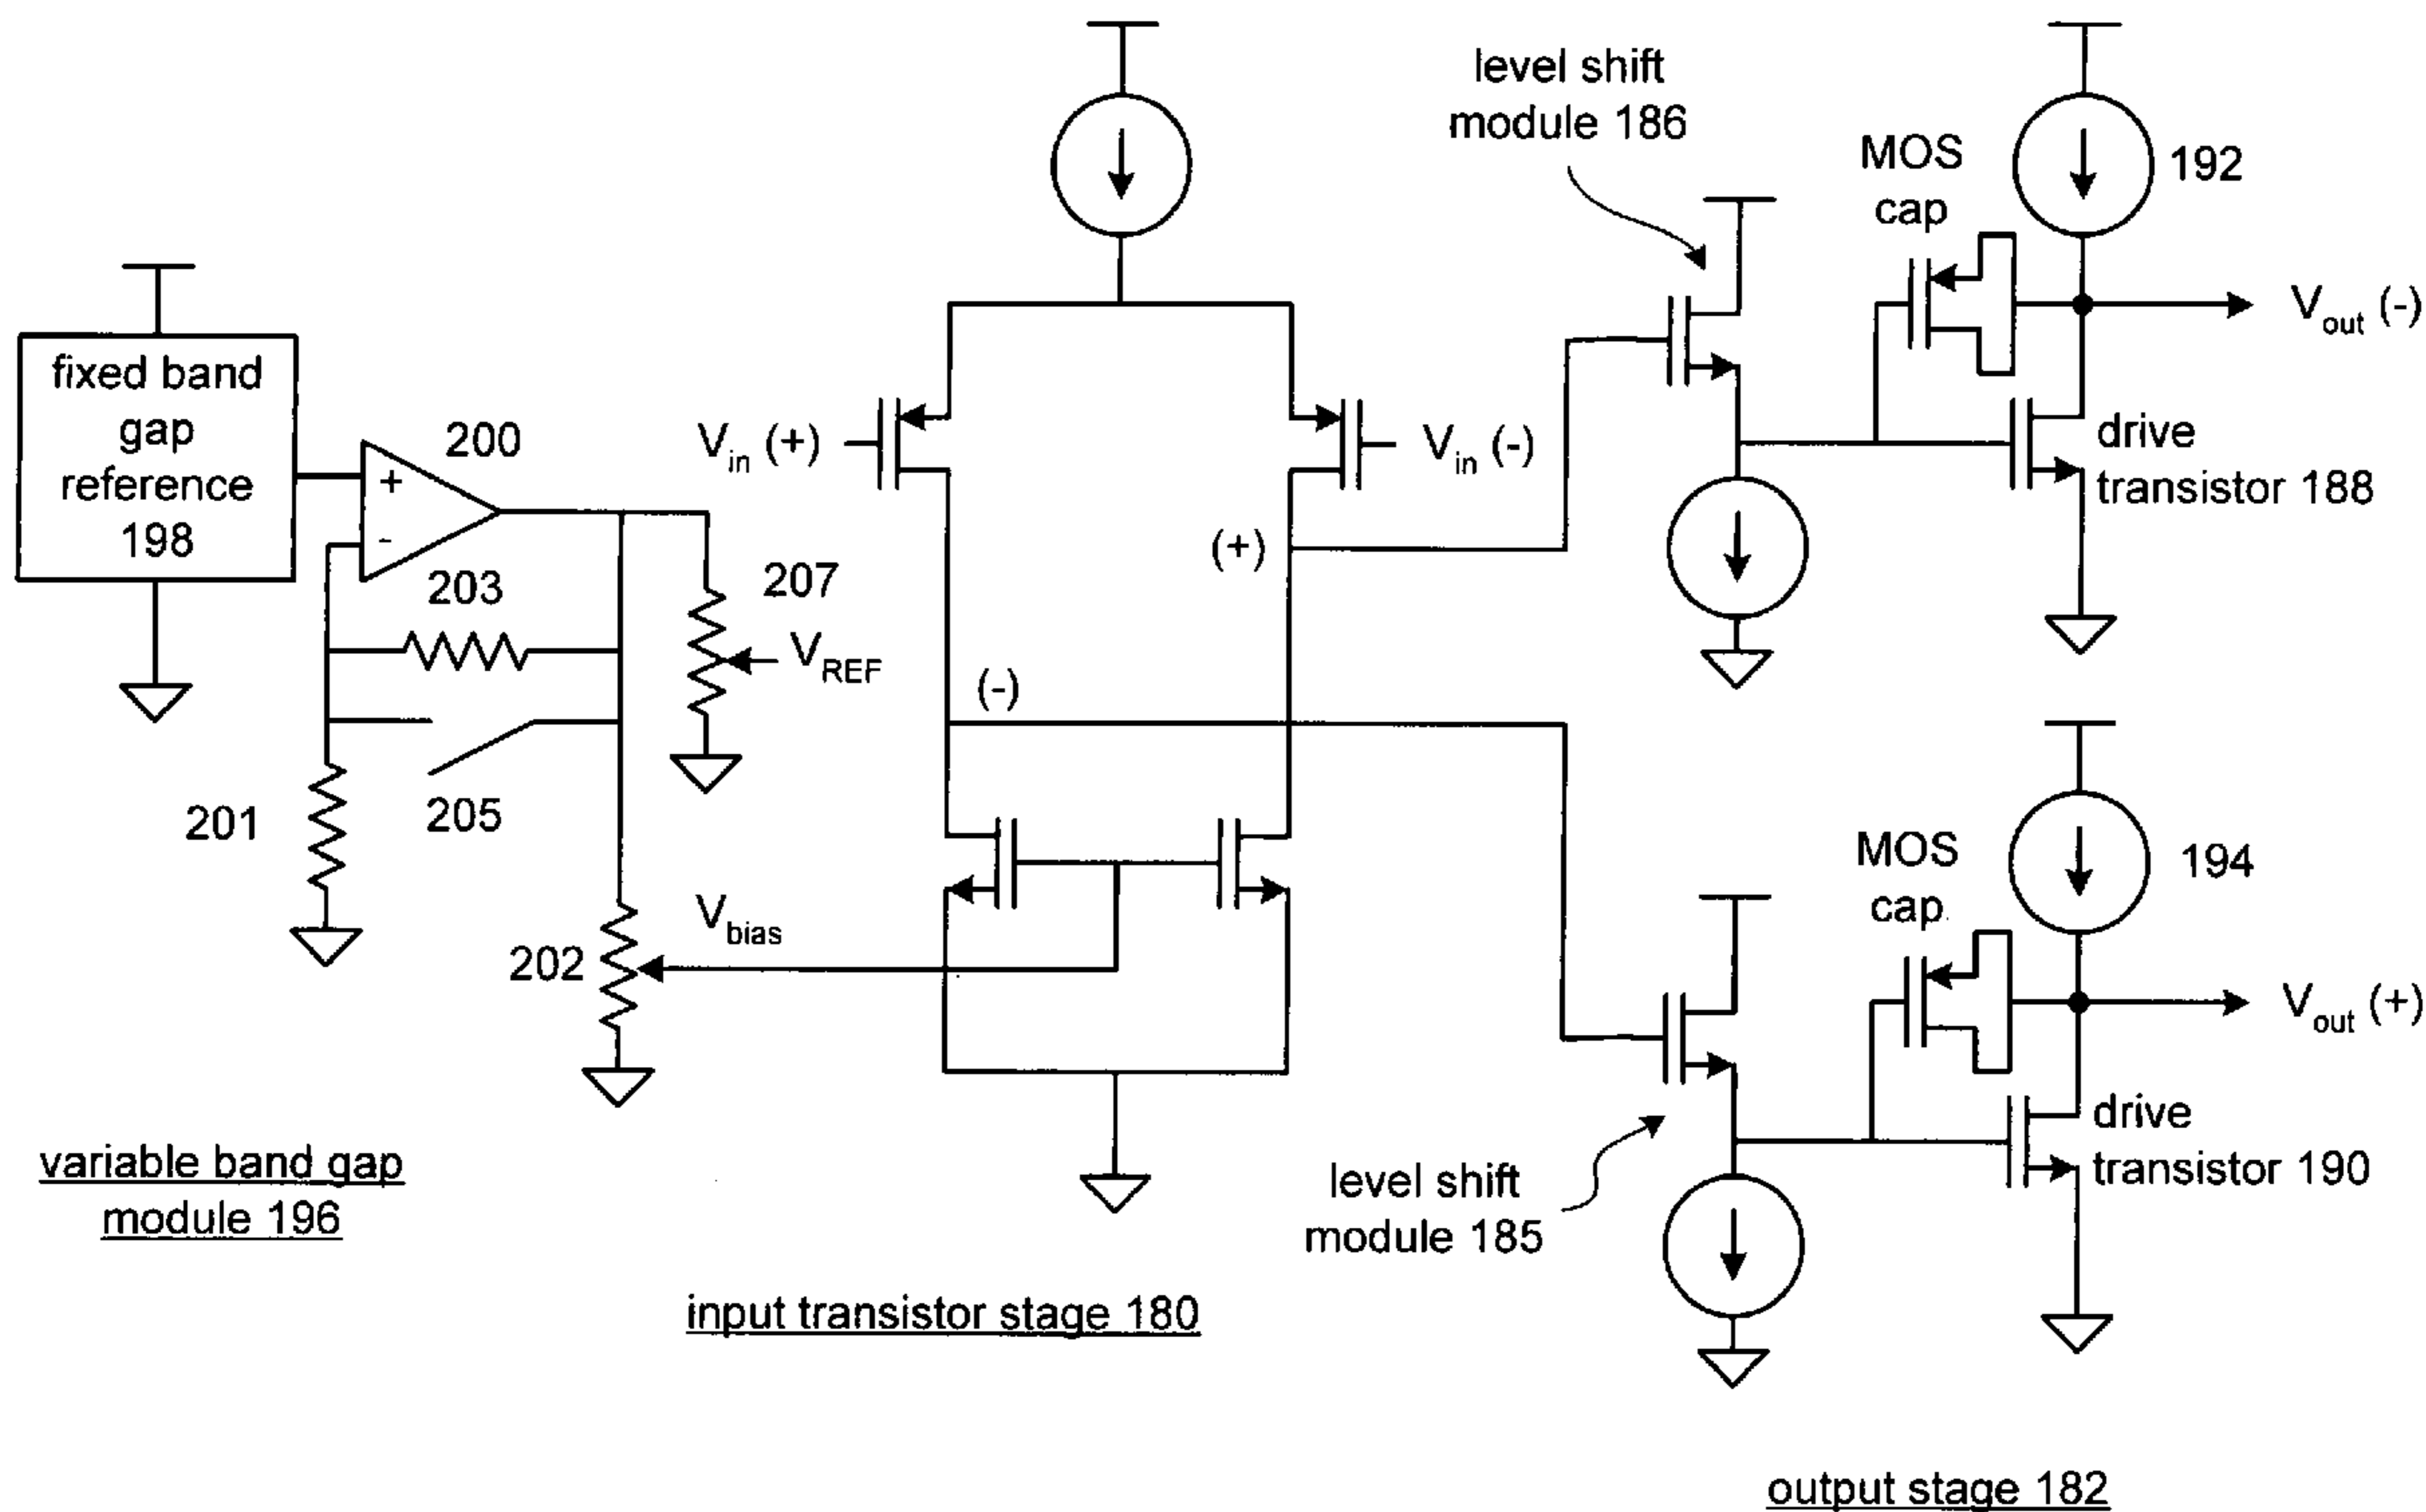 fixed band
gap
reference
198
+
-
200
203
205
201
207
V_REF
202
V_bias
variable band gap
module 196
V_in (+)
V_in (-)
(+)
(-)
input transistor stage 180
level shift
module 186
MOS
cap
192
V_out (-)
drive
transistor 188
level shift
module 185
MOS
cap
194
V_out (+)
drive
transistor 190
output stage 182